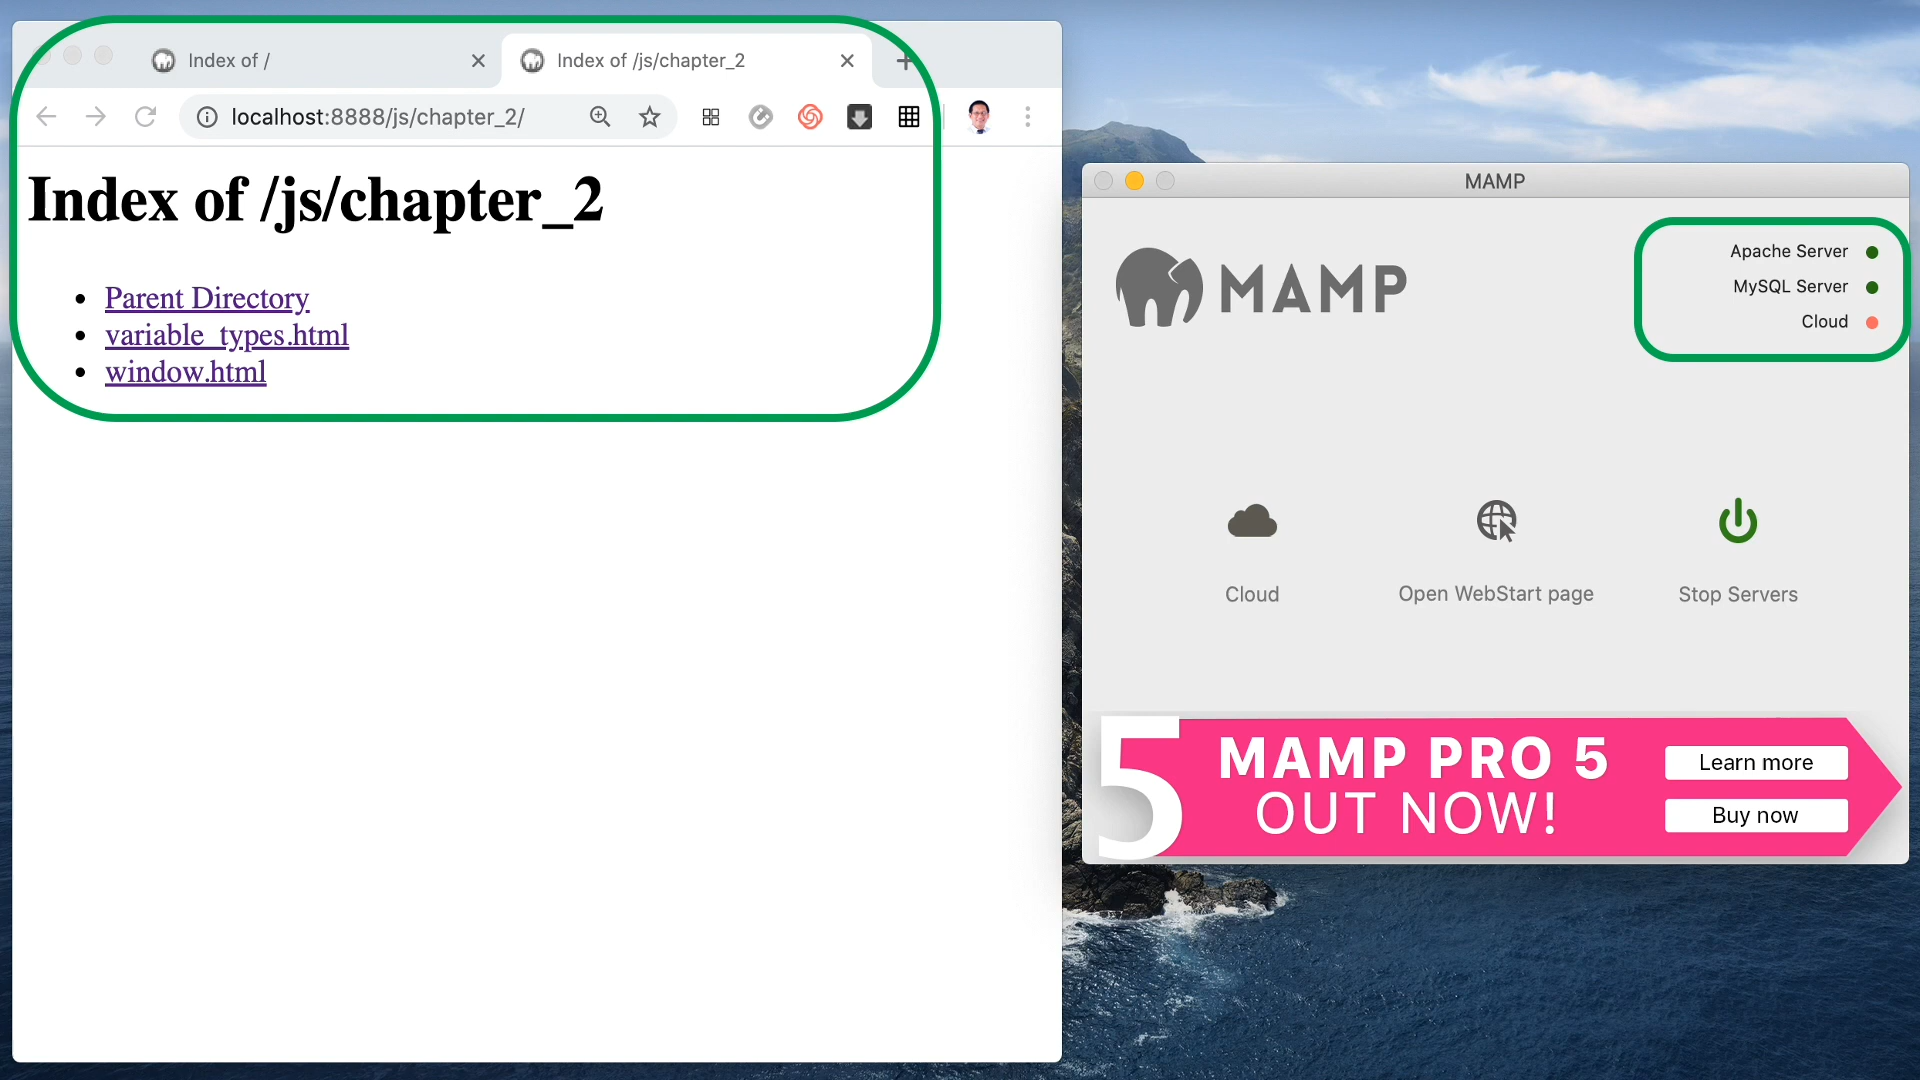 Index of /
Index of /js/chapter_2
localhost:8888/js/chapter_2/
Index of /js/chapter_2
Parent Directory
variable_types.html
window.html
MAMP
MAMP
Apache Server
MySQL Server
Cloud
Cloud
Open WebStart page
Stop Servers
5
MAMP PRO 5
OUT NOW!
Learn more
Buy now